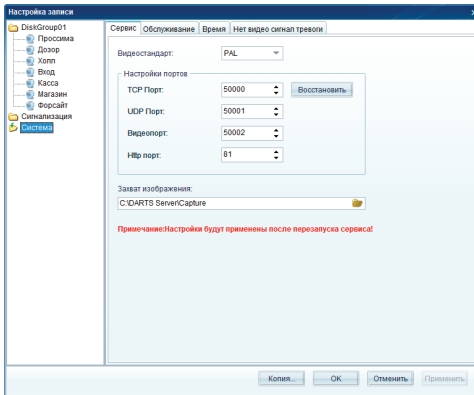 Настройка записи
DiskGroup01
Проссима
Дозор
Холл
Вход
Касса
Магазин
Форсайт
Сигнализация
Система
Сервис Обслуживание Время Нет видео сигнал тревоги
Видеостандарт: PAL
Настройки портов
TCP Порт: 50000 Восстановить
UDP Порт: 50001
Видеопорт: 50002
Http порт: 81
Захват изображения:
C:\DARTS Server\Capture
Примечание:Настройки будут применены после перезапуска сервиса!
Копия... OK Отменить Применить